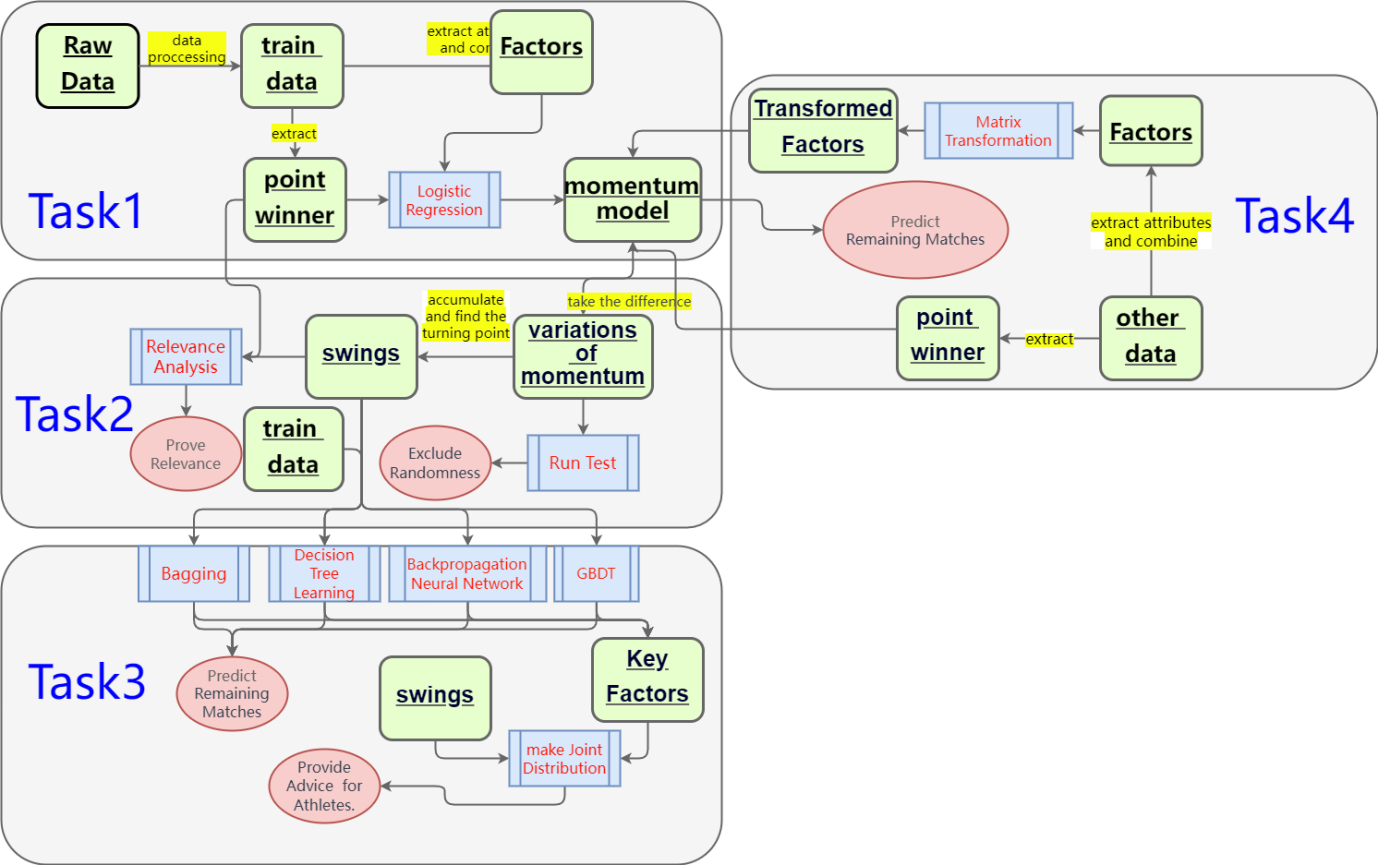 Raw
Data
data
proccessing
train
data
extract at
and con
Factors
extract
point
winner
Logistic
Regression
momentum
model
Task1
Transformed
Factors
Matrix
Transformation
Factors
Predict
Remaining Matches
extract attributes
and combine
Task4
point
winner
extract
other
data
Relevance
Analysis
swings
accumulate
and find the
turning point
take the difference
variations
of
momentum
Task2
Prove
Relevance
train
data
Exclude
Randomness
Run Test
Bagging
Decision
Tree
Learning
Backpropagation
Neural Network
GBDT
Task3
Predict
Remaining
Matches
swings
Key
Factors
make Joint
Distribution
Provide
Advice for
Athletes.